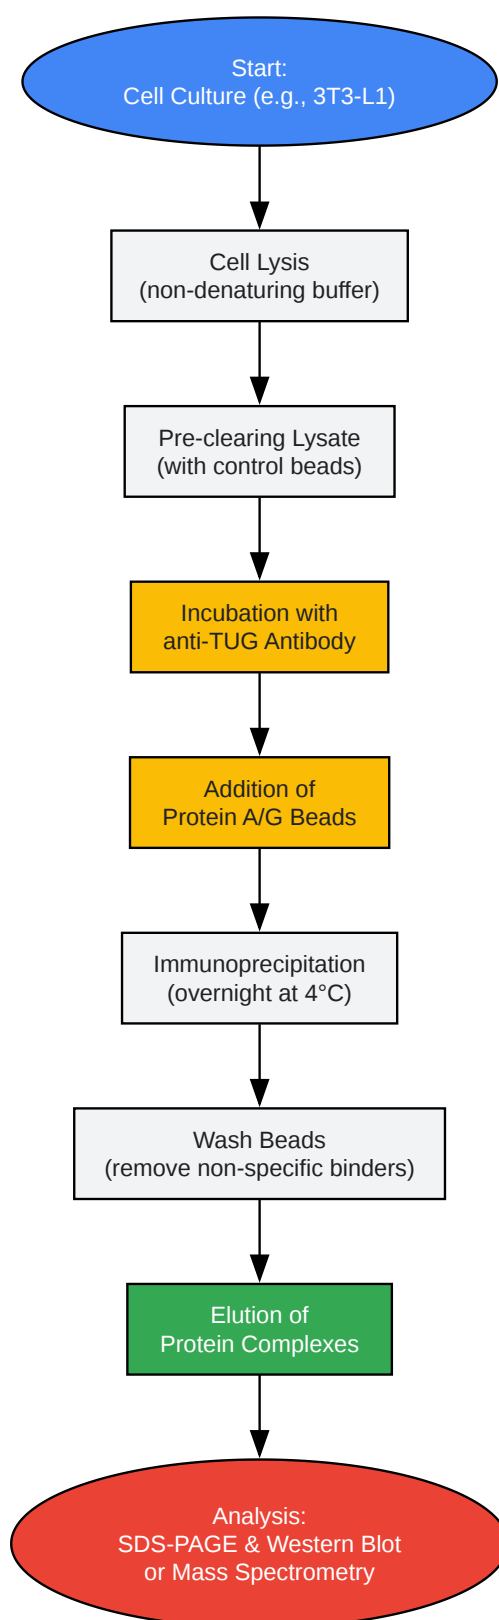 Start:
Cell Culture (e.g., 3T3-L1)
Cell Lysis
(non-denaturing buffer)
Pre-clearing Lysate
(with control beads)
Incubation with
anti-TUG Antibody
Addition of
Protein A/G Beads
Immunoprecipitation
(overnight at 4°C)
Wash Beads
(remove non-specific binders)
Elution of
Protein Complexes
Analysis:
SDS-PAGE & Western Blot
or Mass Spectrometry